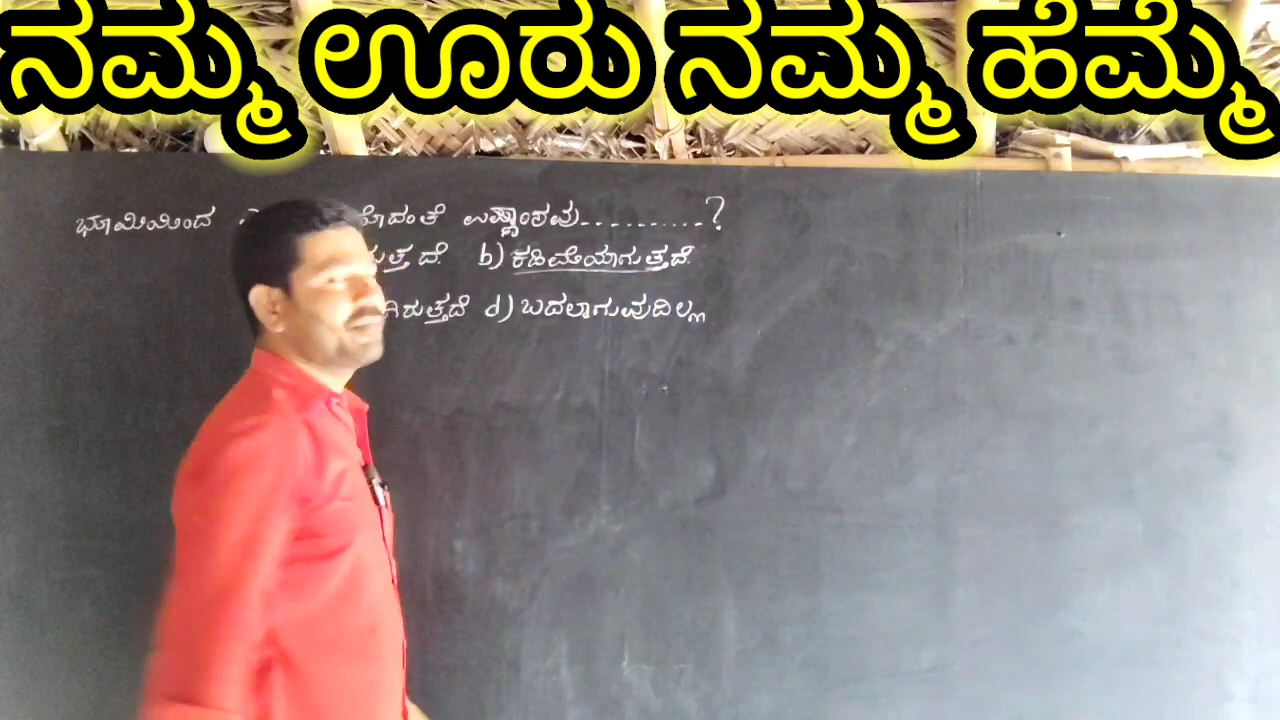 ನಮ್ಮ ಊರು ನಮ್ಮ ಹೆಮ್ಮೆ
ಭೂಮಿಯಿಂದ ಉಷ್ಣಾಂಶವು...........?
b) ಕಡಿಮೆಯಾಗುತ್ತದೆ
d) ಬದಲಾಗುವುದಿಲ್ಲ